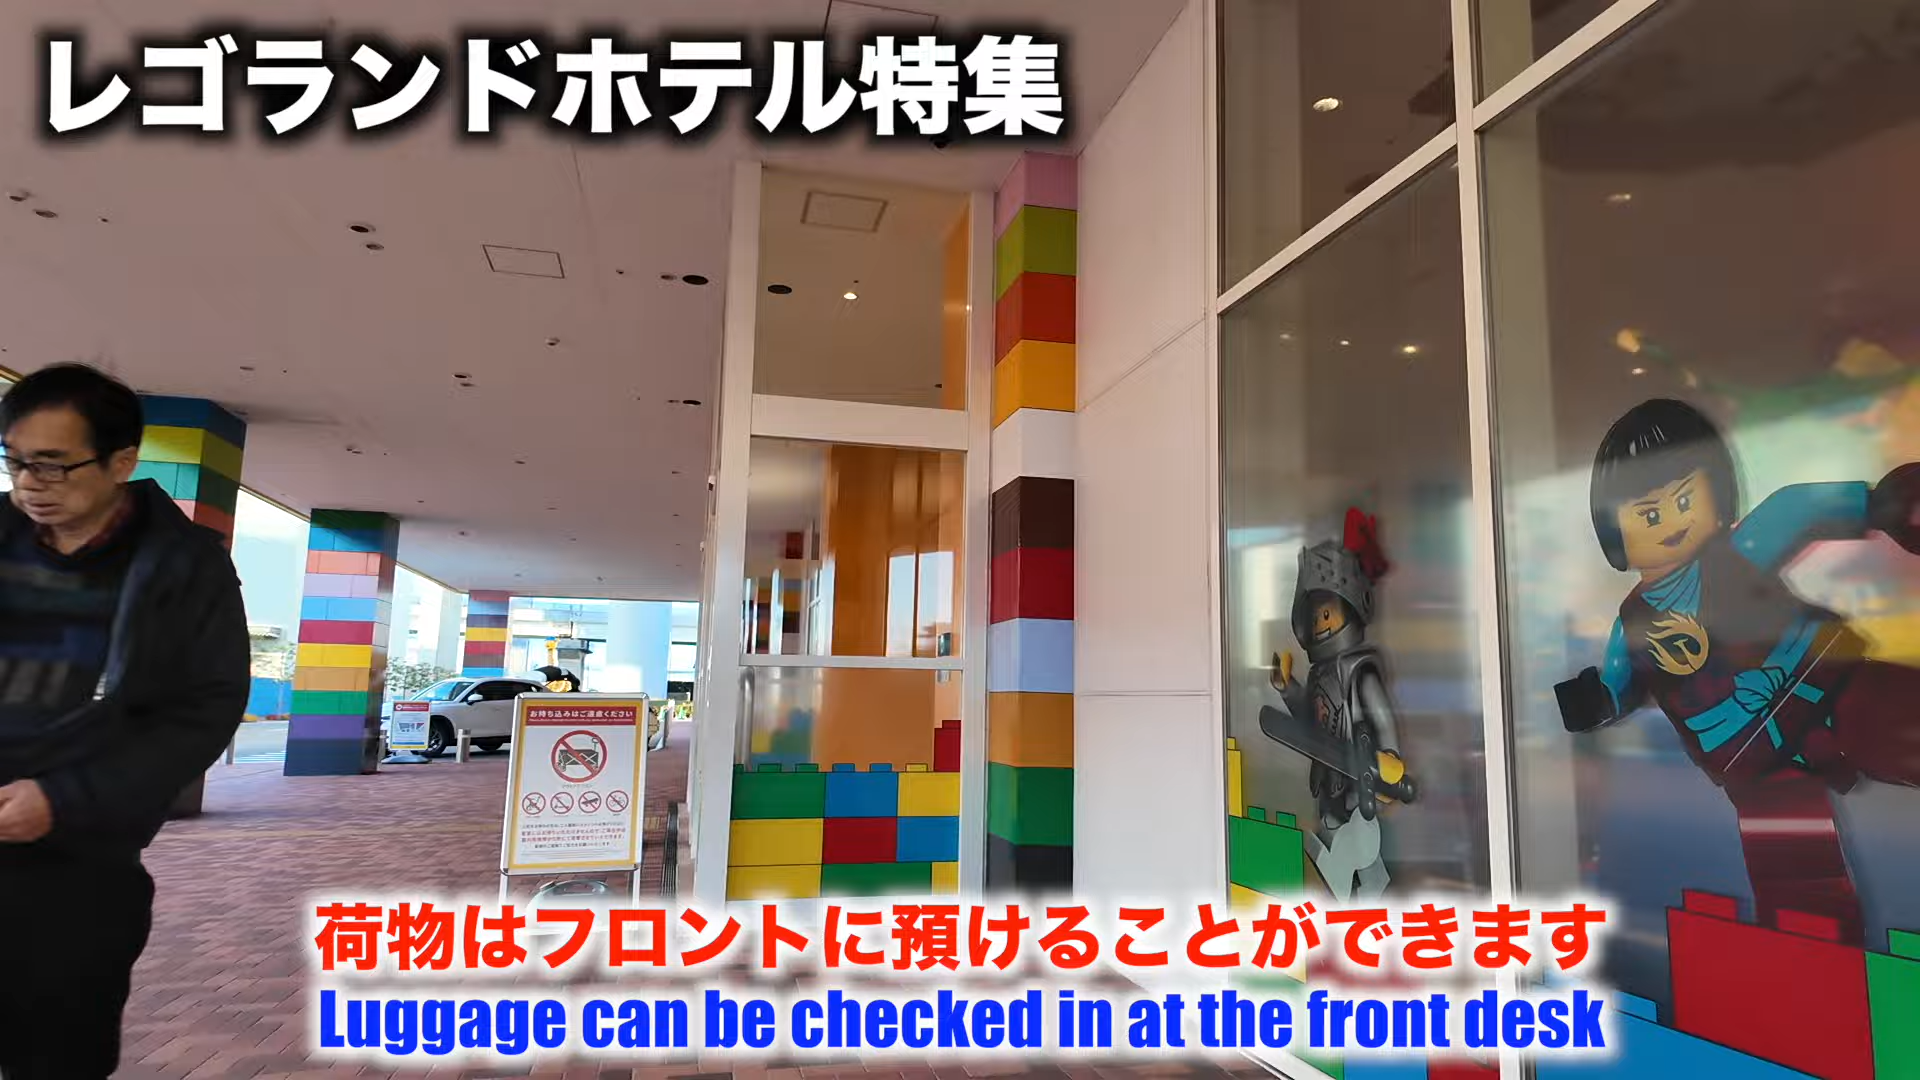 レゴランドホテル特集
お持ち込みはご遠慮ください
荷物はフロントに預けることができます
Luggage can be checked in at the front desk